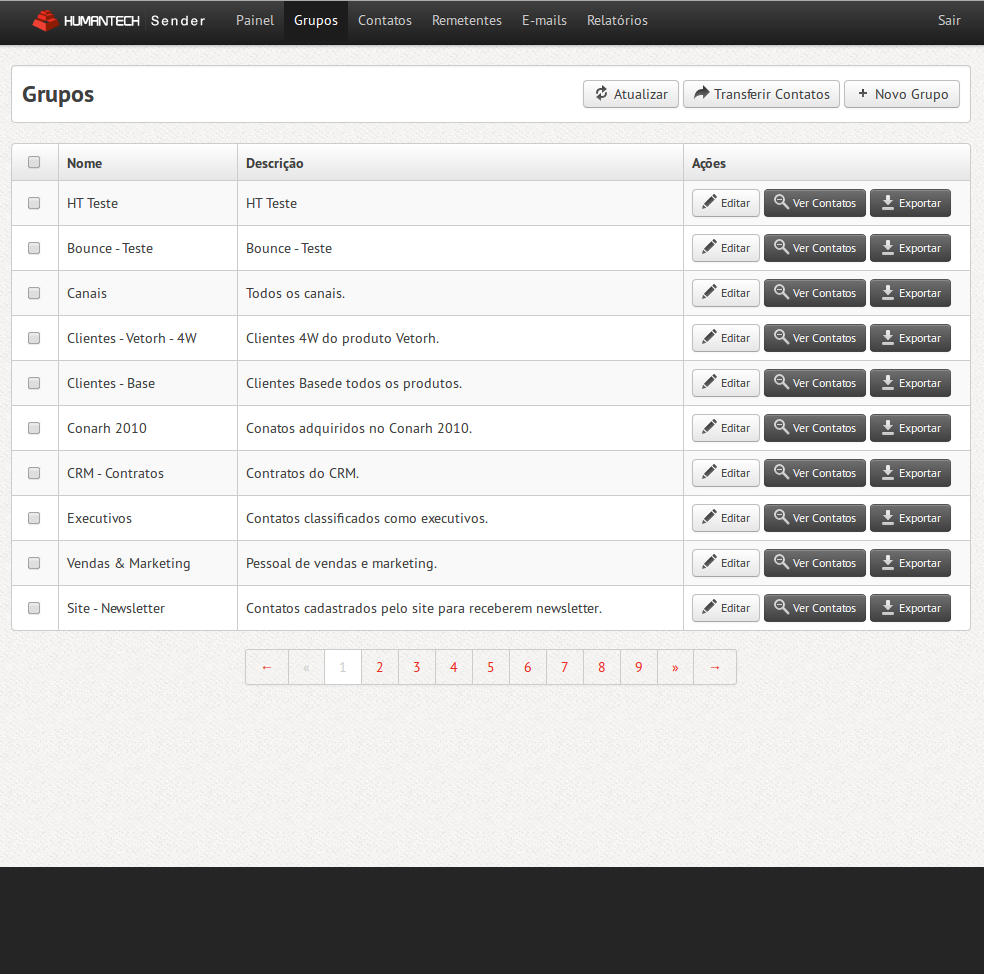 HUMANTECH Sender Painel Grupos Contatos Remetentes E-mails Relatórios Sair
Grupos Atualizar Transferir Contatos + Novo Grupo
Nome Descrição Ações
HT Teste HT Teste Editar Ver Contatos Exportar
Bounce - Teste Bounce - Teste Editar Ver Contatos Exportar
Canais Todos os canais. Editar Ver Contatos Exportar
Clientes - Vetorh - 4W Clientes 4W do produto Vetorh. Editar Ver Contatos Exportar
Clientes - Base Clientes Basede todos os produtos. Editar Ver Contatos Exportar
Conarh 2010 Conatos adquiridos no Conarh 2010. Editar Ver Contatos Exportar
CRM - Contratos Contratos do CRM. Editar Ver Contatos Exportar
Executivos Contatos classificados como executivos. Editar Ver Contatos Exportar
Vendas & Marketing Pessoal de vendas e marketing. Editar Ver Contatos Exportar
Site - Newsletter Contatos cadastrados pelo site para receberem newsletter. Editar Ver Contatos Exportar
← « 1 2 3 4 5 6 7 8 9 » →